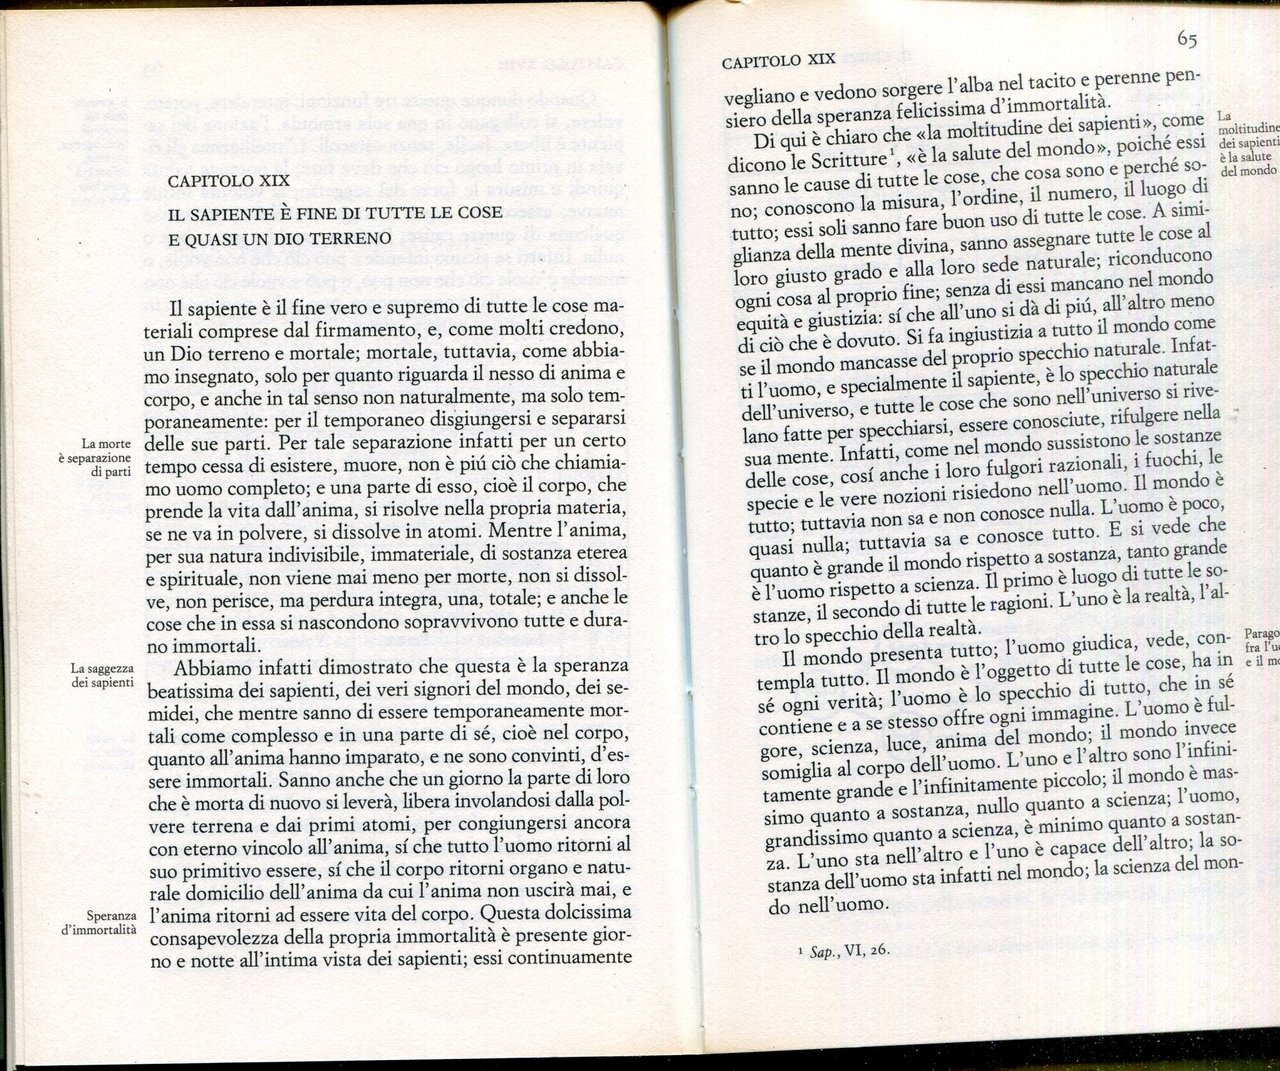 CAPITOLO XIX
IL SAPIENTE È FINE DI TUTTE LE COSE
E QUASI UN DIO TERRENO
Il sapiente è il fine vero e supremo di tutte le cose ma-
teriali comprese dal firmamento, e, come molti credono,
un Dio terreno e mortale; mortale, tuttavia, come abbia-
mo insegnato, solo per quanto riguarda il nesso di anima e
corpo, e anche in tal senso non naturalmente, ma solo tem-
poraneamente: per il temporaneo disgiungersi e separarsi
delle sue parti. Per tale separazione infatti per un certo
tempo cessa di esistere, muore, non è piú ciò che chiamia-
mo uomo completo; e una parte di esso, cioè il corpo, che
prende la vita dall'anima, si risolve nella propria materia,
se ne va in polvere, si dissolve in atomi. Mentre l'anima,
per sua natura indivisibile, immateriale, di sostanza eterea
e spirituale, non viene mai meno per morte, non si dissol-
ve, non perisce, ma perdura integra, una, totale; e anche le
cose che in essa si nascondono sopravvivono tutte e dura-
no immortali.
La morte
è separazione
di parti
Abbiamo infatti dimostrato che questa è la speranza
beatissima dei sapienti, dei veri signori del mondo, dei se-
midei, che mentre sanno di essere temporaneamente mor-
tali come complesso e in una parte di sé, cioè nel corpo,
quanto all'anima hanno imparato, e ne sono convinti, d'es-
sere immortali. Sanno anche che un giorno la parte di loro
che è morta di nuovo si leverà, libera involandosi dalla pol-
vere terrena e dai primi atomi, per congiungersi ancora
con eterno vincolo all'anima, sí che tutto l'uomo ritorni al
suo primitivo essere, sí che il corpo ritorni organo e natu-
rale domicilio dell'anima da cui l'anima non uscirà mai, e
l'anima ritorni ad essere vita del corpo. Questa dolcissima
consapevolezza della propria immortalità è presente gior-
no e notte all'intima vista dei sapienti; essi continuamente
La saggezza
dei sapienti
Speranza
d'immortalità
CAPITOLO XIX
65
vegliano e vedono sorgere l'alba nel tacito e perenne pen-
siero della speranza felicissima d'immortalità.
Di qui è chiaro che «la moltitudine dei sapienti», come
dicono le Scritture¹, «è la salute del mondo», poiché essi
sanno le cause di tutte le cose, che cosa sono e perché so-
no; conoscono la misura, l'ordine, il numero, il luogo di
tutto; essi soli sanno fare buon uso di tutte le cose. A simi-
glianza della mente divina, sanno assegnare tutte le cose al
loro giusto grado e alla loro sede naturale; riconducono
ogni cosa al proprio fine; senza di essi mancano nel mondo
equità e giustizia: sí che all'uno si dà di piú, all'altro meno
di ciò che è dovuto. Si fa ingiustizia a tutto il mondo come
se il mondo mancasse del proprio specchio naturale. Infat-
ti l'uomo, e specialmente il sapiente, è lo specchio naturale
dell'universo, e tutte le cose che sono nell'universo si rive-
lano fatte per specchiarsi, essere conosciute, rifulgere nella
sua mente. Infatti, come nel mondo sussistono le sostanze
delle cose, cosí anche i loro fulgori razionali, i fuochi, le
specie e le vere nozioni risiedono nell'uomo. Il mondo è
tutto; tuttavia non sa e non conosce nulla. L'uomo è poco,
quasi nulla; tuttavia sa e conosce tutto. E si vede che
quanto è grande il mondo rispetto a sostanza, tanto grande
è l'uomo rispetto a scienza. Il primo è luogo di tutte le so-
stanze, il secondo di tutte le ragioni. L'uno è la realtà, l'al-
tro lo specchio della realtà.
La
moltitudine
dei sapienti
è la salute
del mondo
Il mondo presenta tutto; l'uomo giudica, vede, con-
templa tutto. Il mondo è l'oggetto di tutte le cose, ha in
sé ogni verità; l'uomo è lo specchio di tutto, che in sé
contiene e a se stesso offre ogni immagine. L'uomo è ful-
gore, scienza, luce, anima del mondo; il mondo invece
somiglia al corpo dell'uomo. L'uno e l'altro sono l'infini-
tamente grande e l'infinitamente piccolo; il mondo è mas-
simo quanto a sostanza, nullo quanto a scienza; l'uomo,
grandissimo quanto a scienza, è minimo quanto a sostan-
za. L'uno sta nell'altro e l'uno è capace dell'altro; la so-
stanza dell'uomo sta infatti nel mondo; la scienza del mon-
do nell'uomo.
Parago
fra l'u
e il m
¹ Sap., VI, 26.